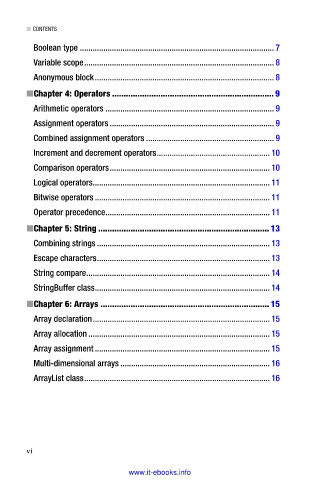 ■ CONTENTS
Boolean type ........................................................................................... 7
Variable scope ......................................................................................... 8
Anonymous block .................................................................................... 8
■Chapter 4: Operators ..................................................................... 9
Arithmetic operators ............................................................................... 9
Assignment operators ............................................................................. 9
Combined assignment operators ............................................................ 9
Increment and decrement operators..................................................... 10
Comparison operators ........................................................................... 10
Logical operators................................................................................... 11
Bitwise operators .................................................................................. 11
Operator precedence............................................................................. 11
■Chapter 5: String ......................................................................... 13
Combining strings ................................................................................. 13
Escape characters................................................................................. 13
String compare...................................................................................... 14
StringBuffer class.................................................................................. 14
■Chapter 6: Arrays ........................................................................ 15
Array declaration................................................................................... 15
Array allocation ..................................................................................... 15
Array assignment .................................................................................. 15
Multi-dimensional arrays ...................................................................... 16
ArrayList class ....................................................................................... 16
vi
www.it-ebooks.info